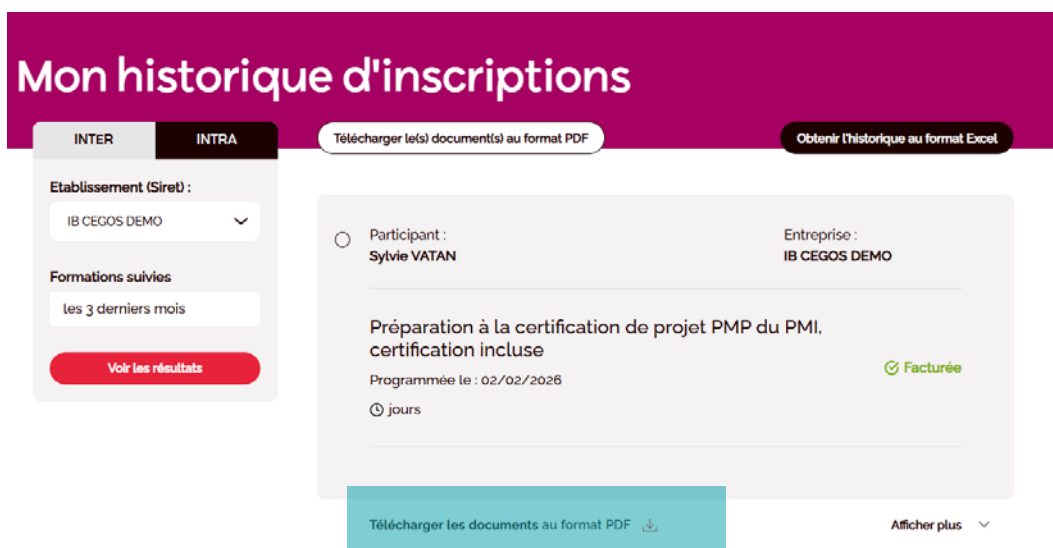 Mon historique d'inscriptions
INTER
INTRA
Télécharger le(s) document(s) au format PDF
Obtenir l'historique au format Excel
Etablissement (Siret) :
IB CEGOS DEMO
Formations suivies
les 3 derniers mois
Voir les résultats
Participant :
Sylvie VATAN
Entreprise :
IB CEGOS DEMO
Préparation à la certification de projet PMP du PMI,
certification incluse
Programmée le : 02/02/2026
jours
Facturée
Télécharger les documents au format PDF
Afficher plus